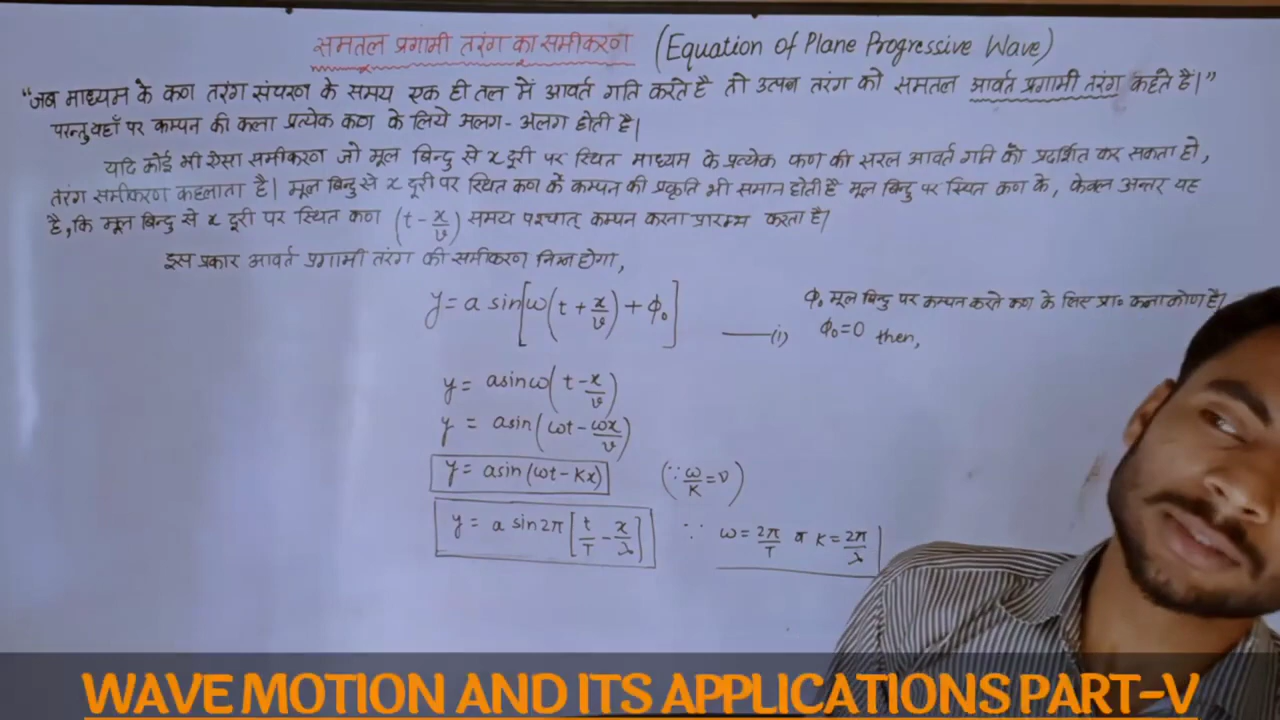 समतल प्रगामी तरंग का समीकरण (Equation of Plane Progressive Wave)
"जब माध्यम के कण तरंग संचरण के समय एक ही तल में आवर्त गति करते है तो उत्पन्न तरंग को समतल आवर्त प्रगामी तरंग कहते हैं।"
परन्तु यहाँ पर कम्पन की कला प्रत्येक कण के लिये अलग-अलग होती है।
यदि कोई भी ऐसा समीकरण जो मूल बिन्दु से x दूरी पर स्थित माध्यम के प्रत्येक कण की सरल आवर्त गति को प्रदर्शित कर सकता हो,
तरंग समीकरण कहलाता है। मूल बिन्दु से x दूरी पर स्थित कण के कम्पन की प्रकृति भी समान होती है मूल बिन्दु पर स्थित कण के, केवल अन्तर यह
है, कि मूल बिन्दु से x दूरी पर स्थित कण (t - x/v) समय पश्चात् कम्पन करना प्रारम्भ करता है।
इस प्रकार आवर्त प्रगामी तरंग की समीकरण निम्न होगा,
y = a sin[ω(t + x/v) + ϕ₀] ——(i)
ϕ₀ मूल बिन्दु पर कम्पन करते कण के लिए प्रा० कला कोण है।
ϕ₀=0 then,
y = asinω(t - x/v)
y = asin(ωt - ωx/v)
y = asin(ωt - Kx) (∵ ω/K = v)
y = a sin2π[t/T - x/λ] ∵ ω = 2π/T व K = 2π/λ
WAVE MOTION AND ITS APPLICATIONS PART-V